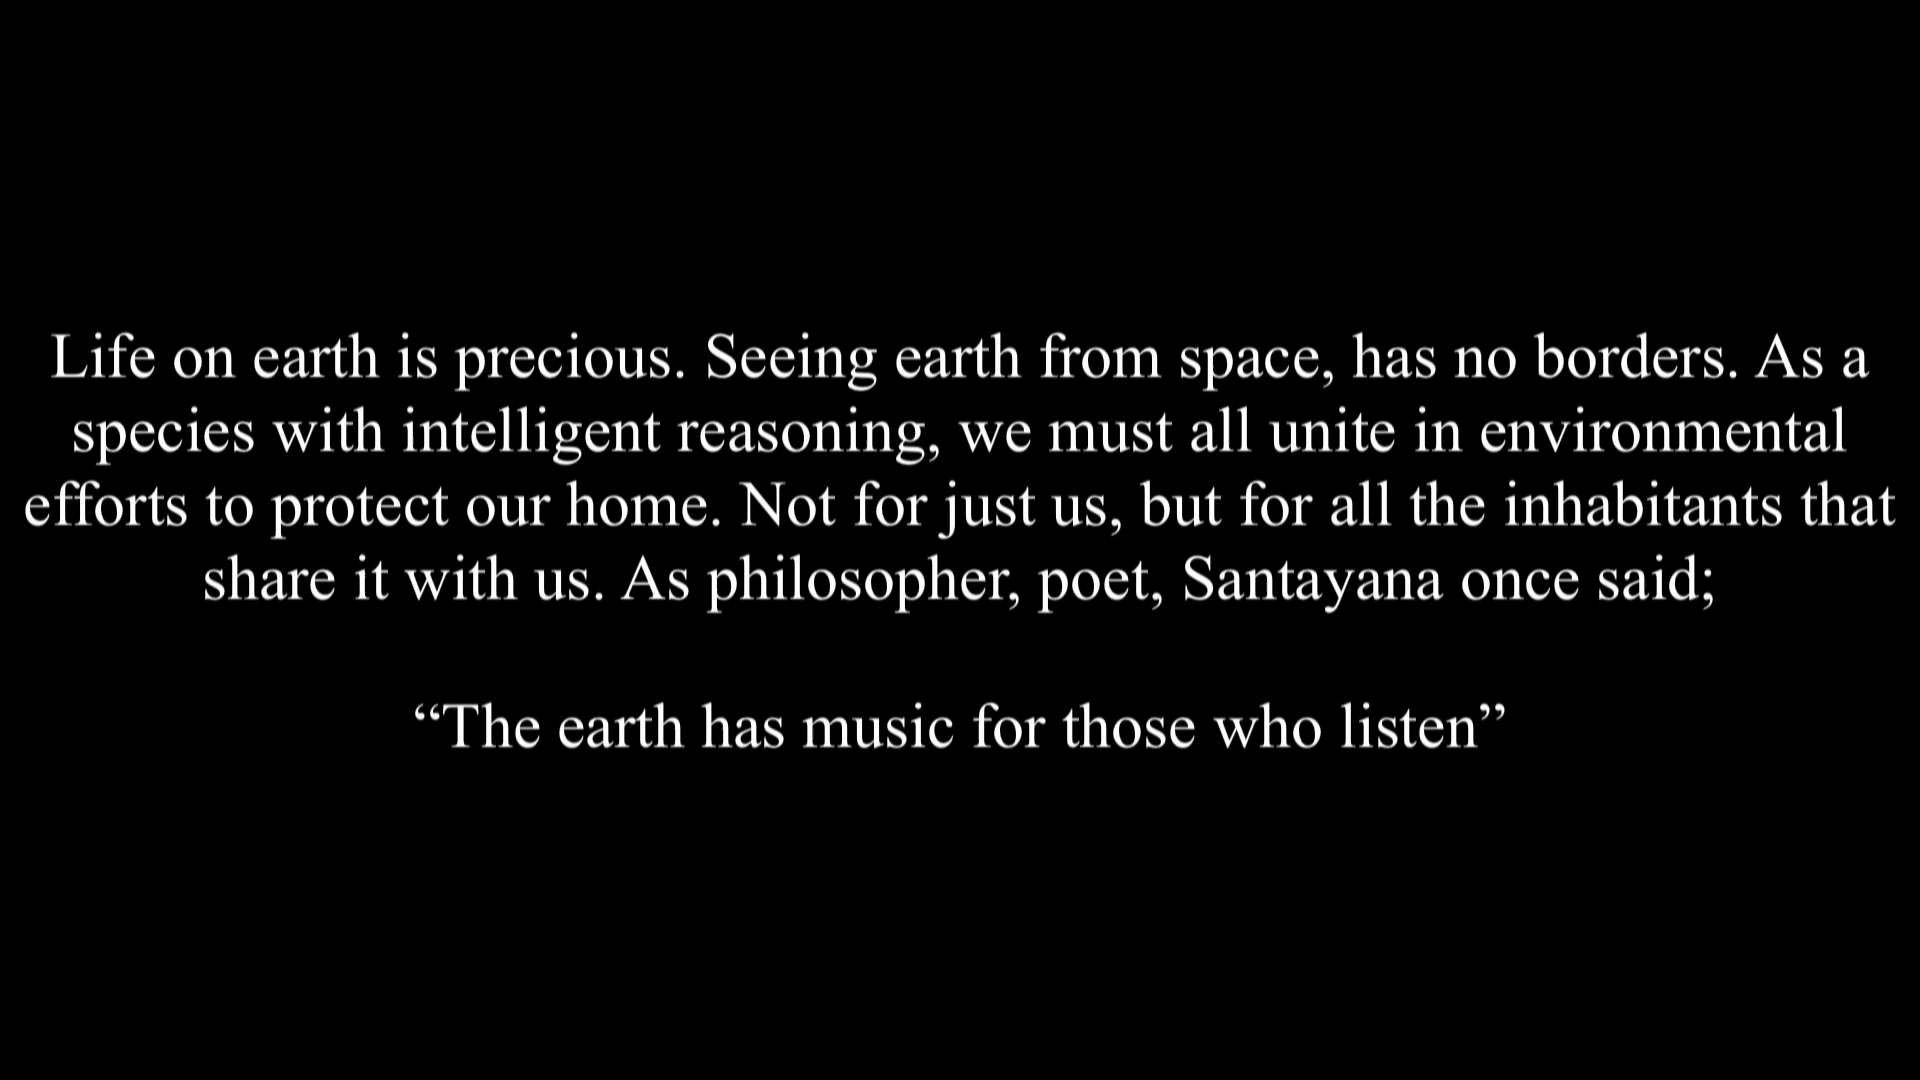 Life on earth is precious. Seeing earth from space, has no borders. As a
species with intelligent reasoning, we must all unite in environmental
efforts to protect our home. Not for just us, but for all the inhabitants that
share it with us. As philosopher, poet, Santayana once said;
“The earth has music for those who listen”